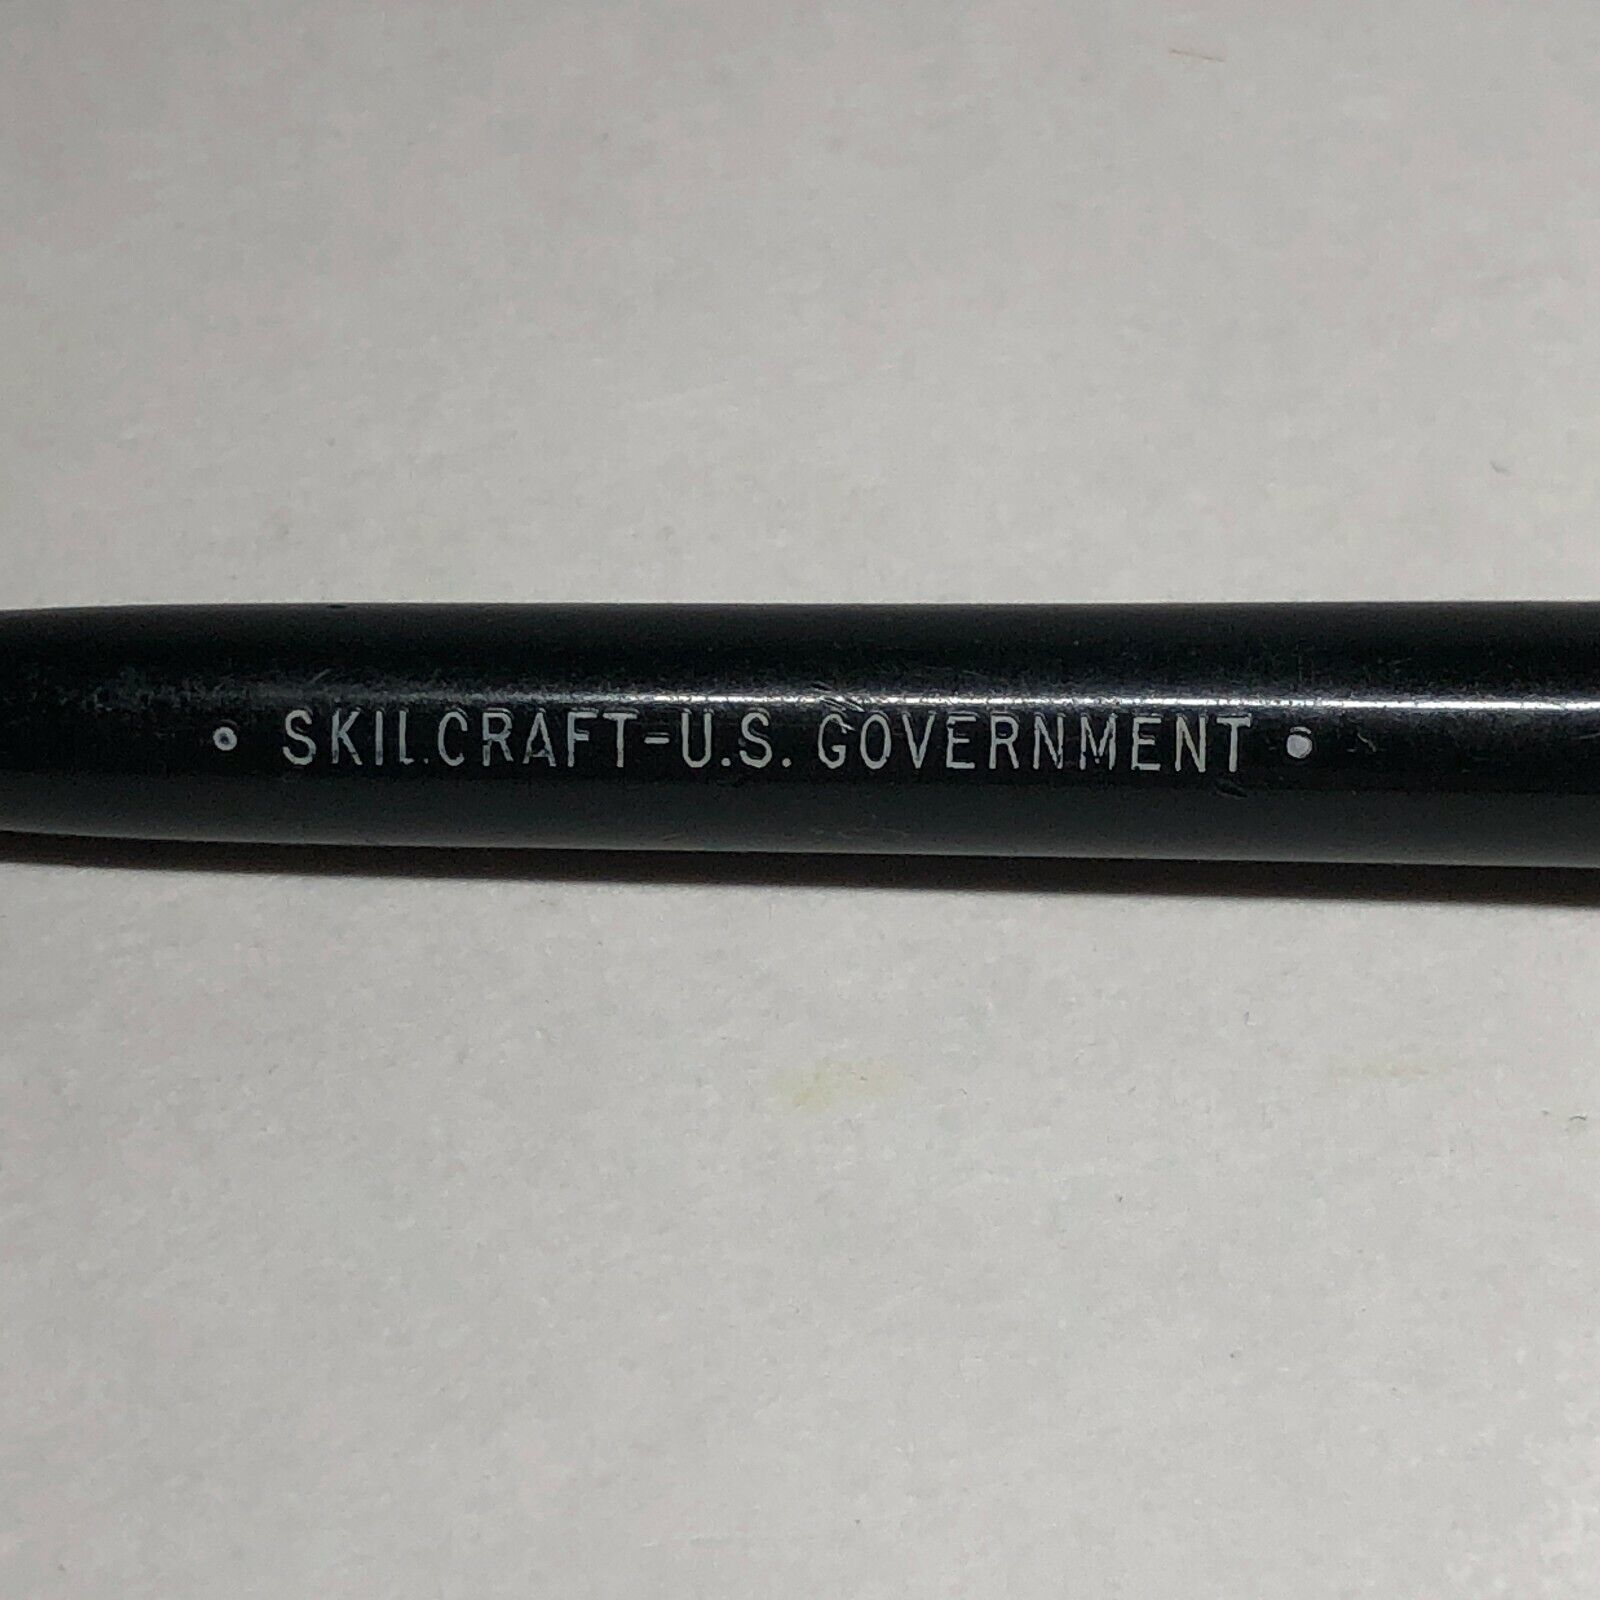 • SKILCRAFT-U.S. GOVERNMENT •